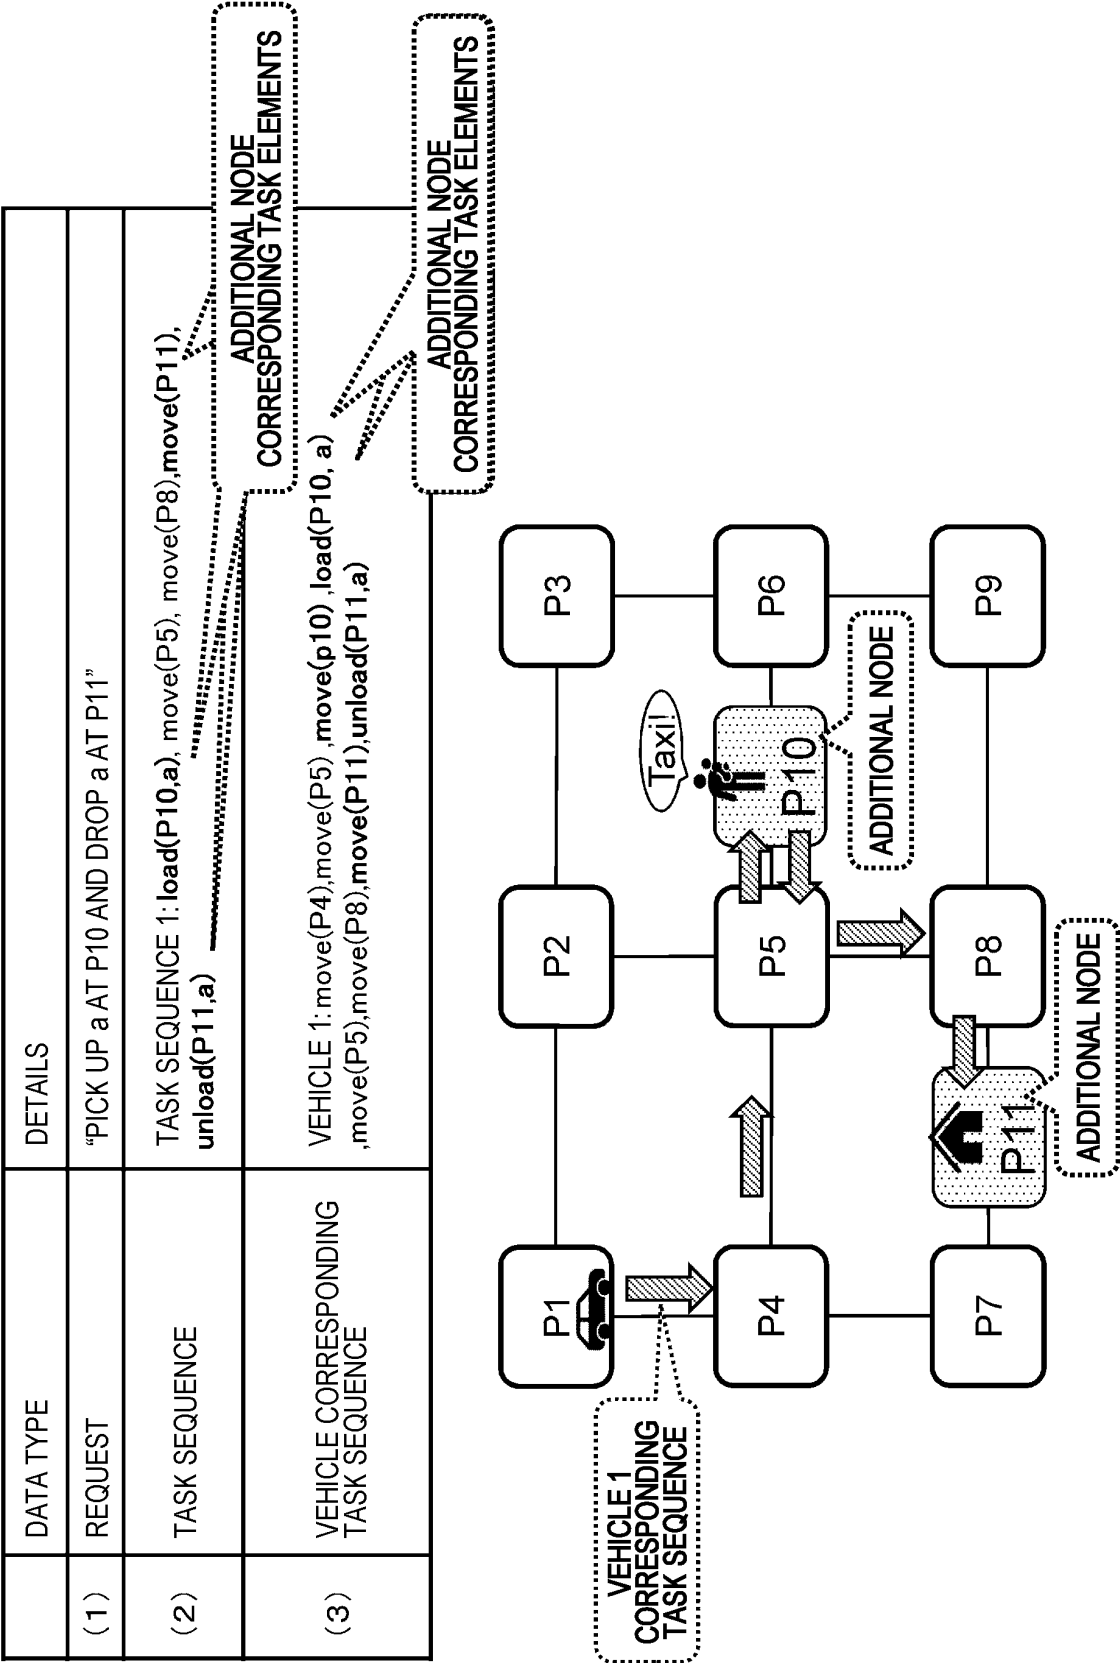 DATA TYPE
DETAILS
(1)
REQUEST
“PICK UP a AT P10 AND DROP a AT P11”
(2)
TASK SEQUENCE
TASK SEQUENCE 1: load(P10,a), move(P5), move(P8),move(P11),
unload(P11,a)
(3)
VEHICLE CORRESPONDING
TASK SEQUENCE
VEHICLE 1: move(P4),move(P5) ,move(p10) ,load(P10, a)
,move(P5),move(P8),move(P11),unload(P11,a)
ADDITIONAL NODE
CORRESPONDING TASK ELEMENTS
ADDITIONAL NODE
CORRESPONDING TASK ELEMENTS
VEHICLE 1
CORRESPONDING
TASK SEQUENCE
P1
P2
P3
Taxi!
P4
P5
P10
P6
ADDITIONAL NODE
P7
P11
P8
P9
ADDITIONAL NODE